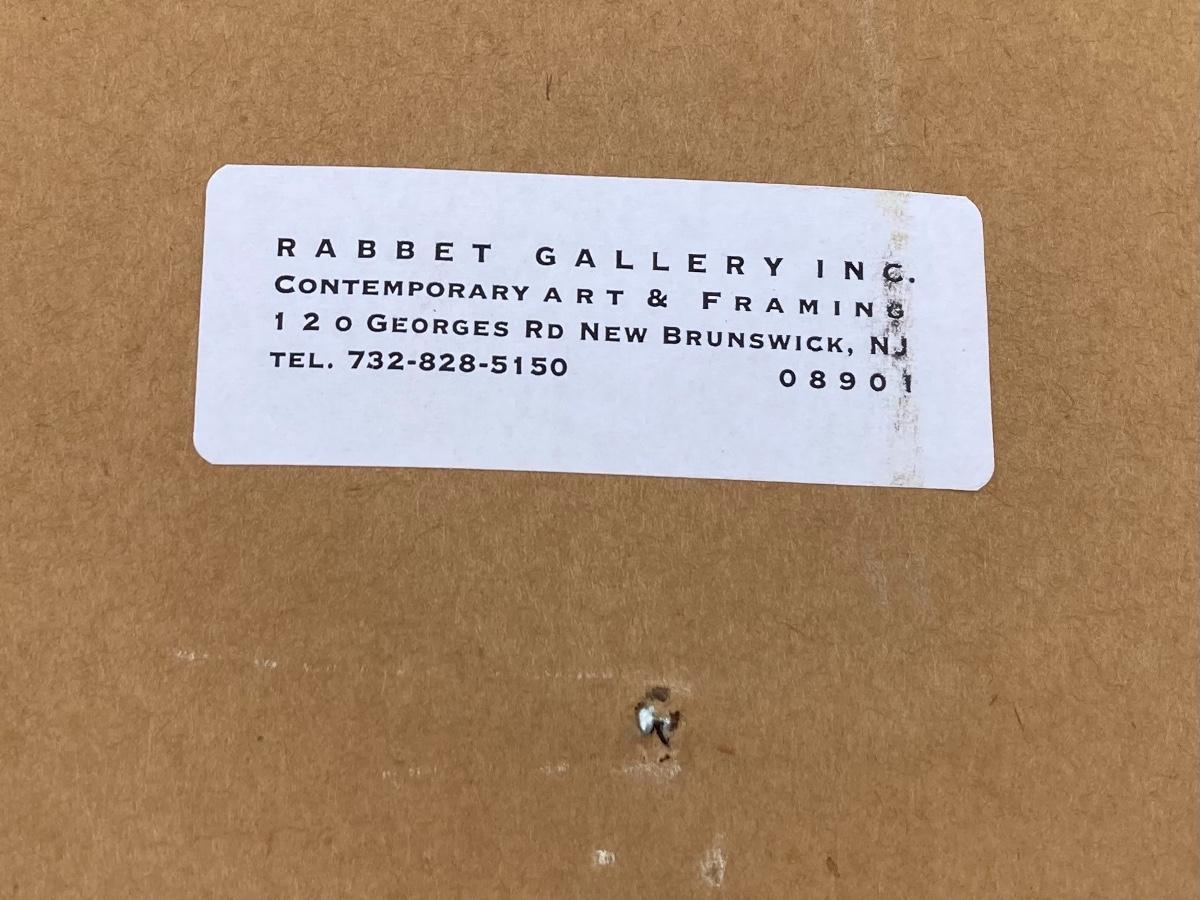 RABBET GALLERY INC.
CONTEMPORARY ART & FRAMING
120 GEORGES RD NEW BRUNSWICK, NJ
TEL. 732-828-5150 08901